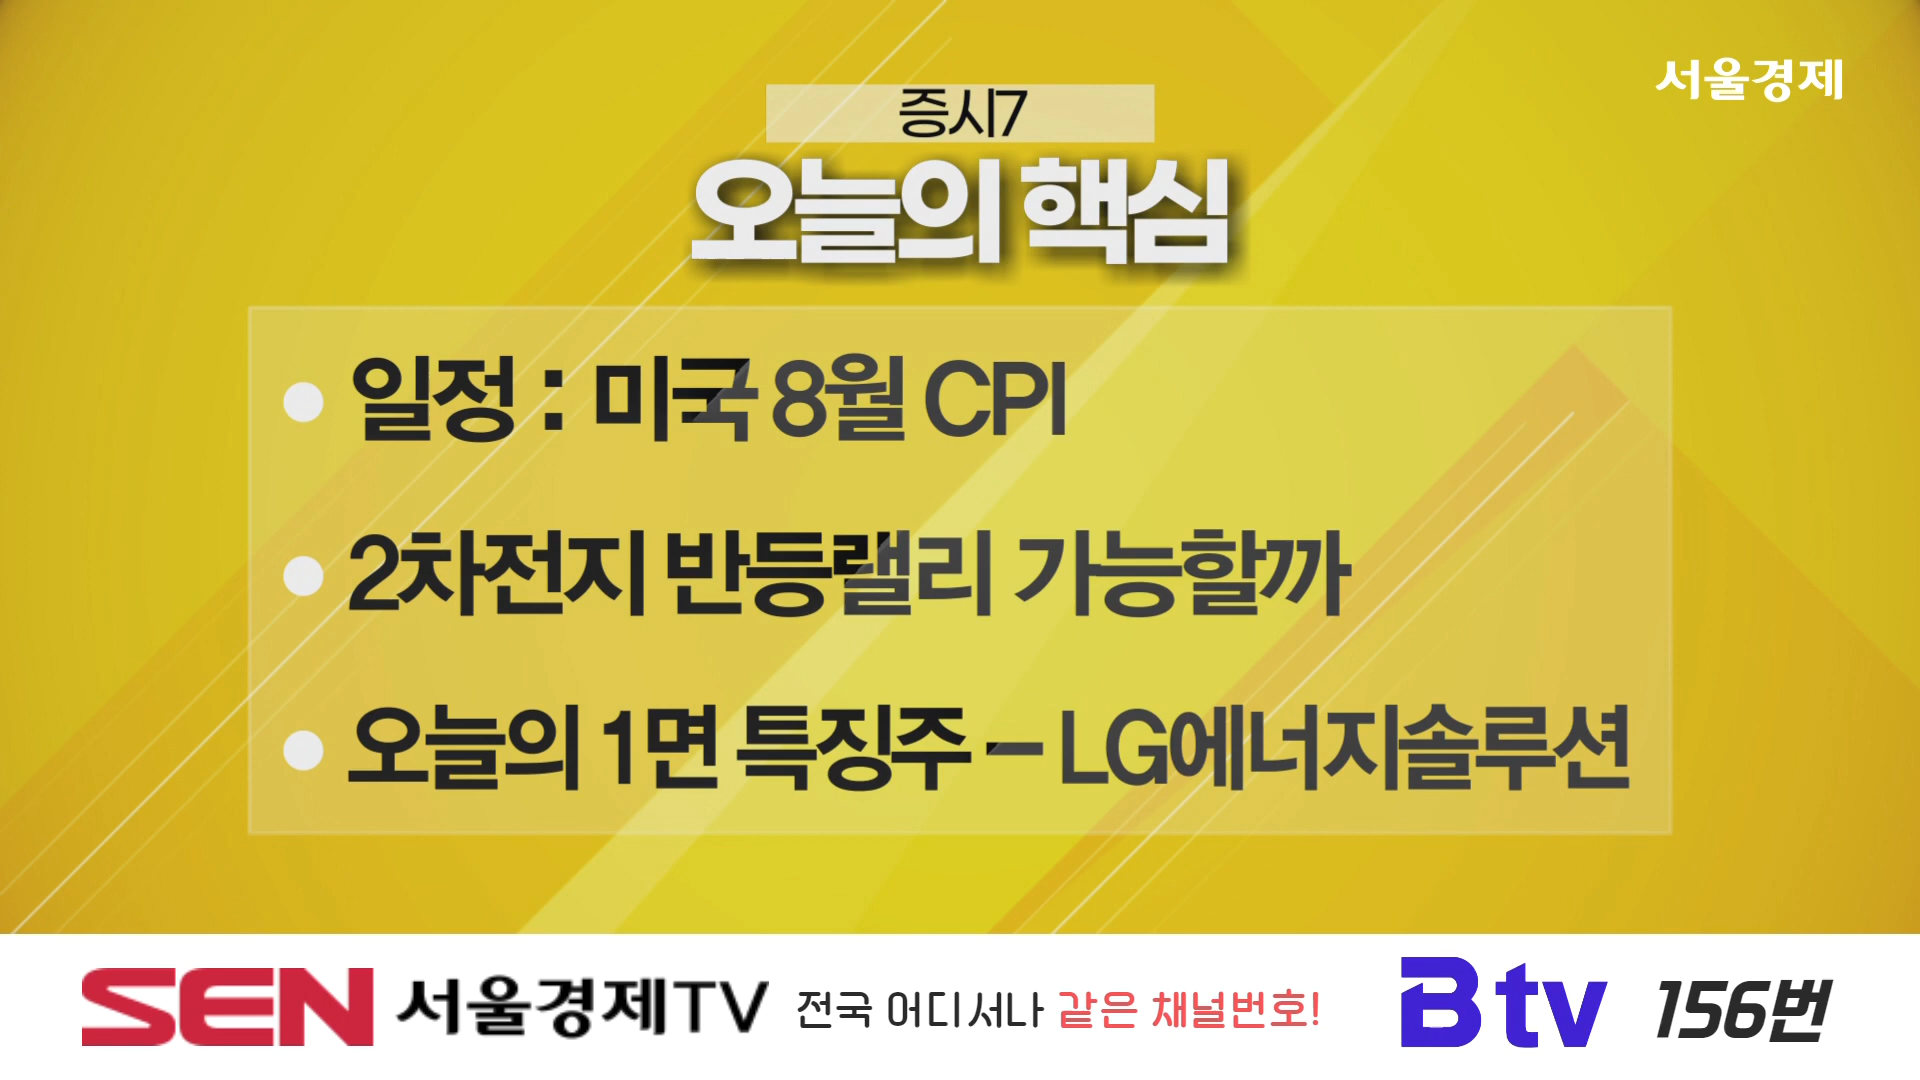 서울경제
증시7
오늘의 핵심
일정 : 미국 8월 CPI
2차전지 반등랠리 가능할까
오늘의 1면 특징주 – LG에너지솔루션
SEN 서울경제TV 전국 어디서나 같은 채널번호! B tv 156번